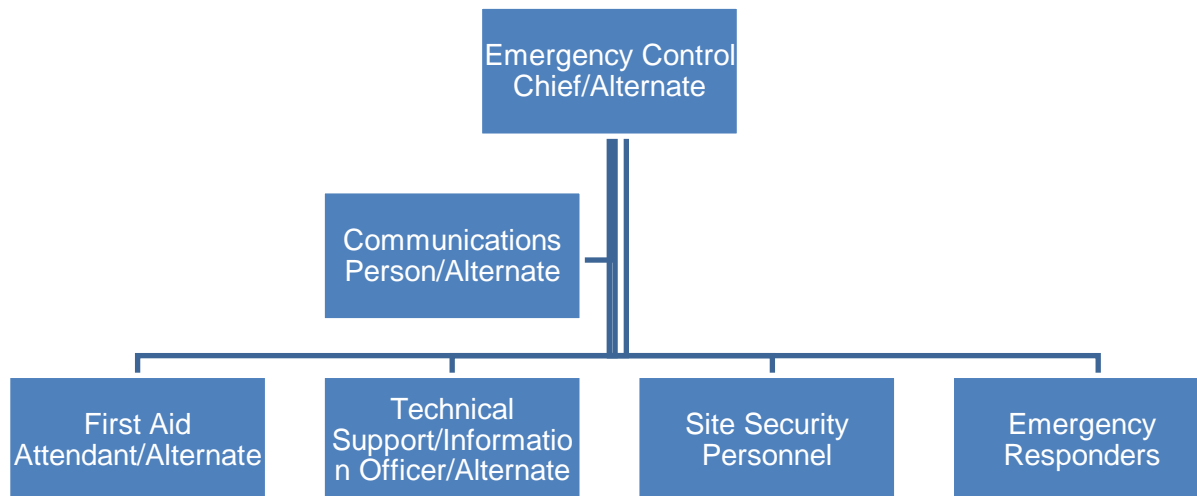 Emergency Control
Chief/Alternate
Communications
Person/Alternate
First Aid
Attendant/Alternate
Technical
Support/Informatio
n Officer/Alternate
Site Security
Personnel
Emergency
Responders